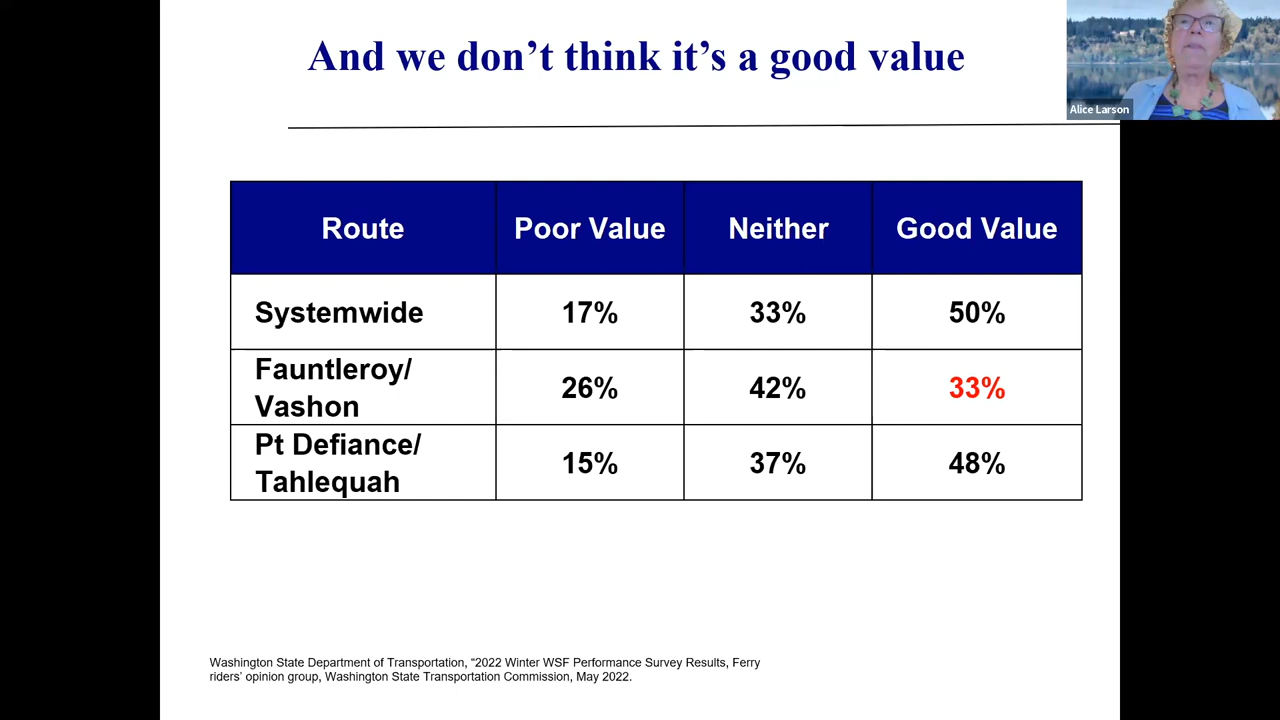 And we don’t think it’s a good value
Alice Larson
Route Poor Value Neither Good Value
Systemwide 17% 33% 50%
Fauntleroy/
Vashon 26% 42% 33%
Pt Defiance/
Tahlequah 15% 37% 48%
Washington State Department of Transportation, “2022 Winter WSF Performance Survey Results, Ferry
riders’ opinion group, Washington State Transportation Commission, May 2022.